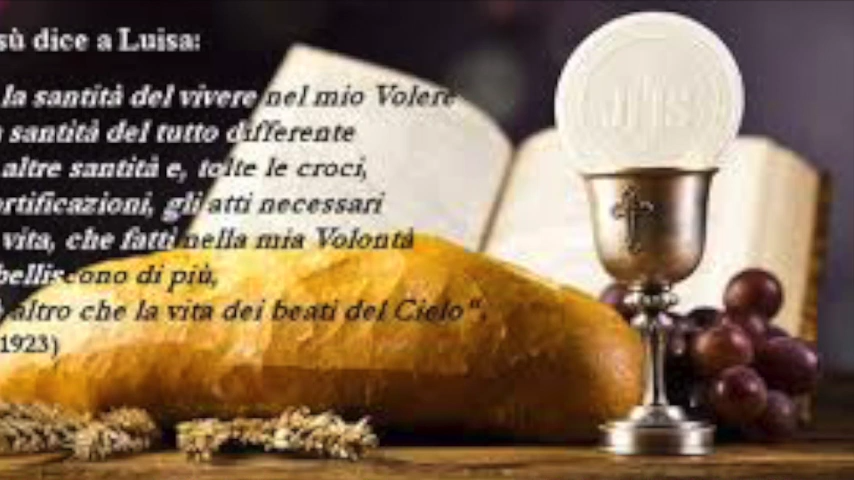 sù dice a Luisa:
la santità del vivere nel mio Volere
santità del tutto differente
altre santità e, tolte le croci,
rtificazioni, gli atti necessari
vita, che fatti nella mia Volontà
belliscono di più,
altro che la vita dei beati del Cielo".
1923)
IHS